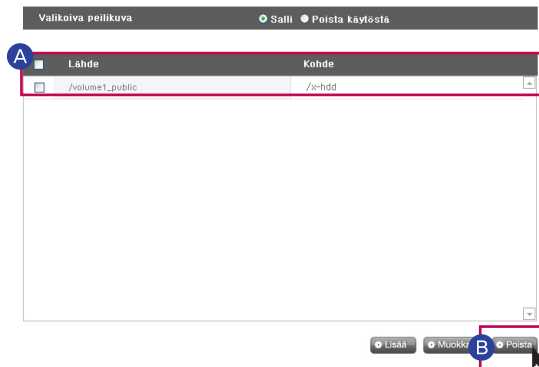 Valikoiva peilikuva Salli Poista käytöstä
A
Lähde Kohde
/volume1_public /x-hdd
Lisää Muokka B Poista